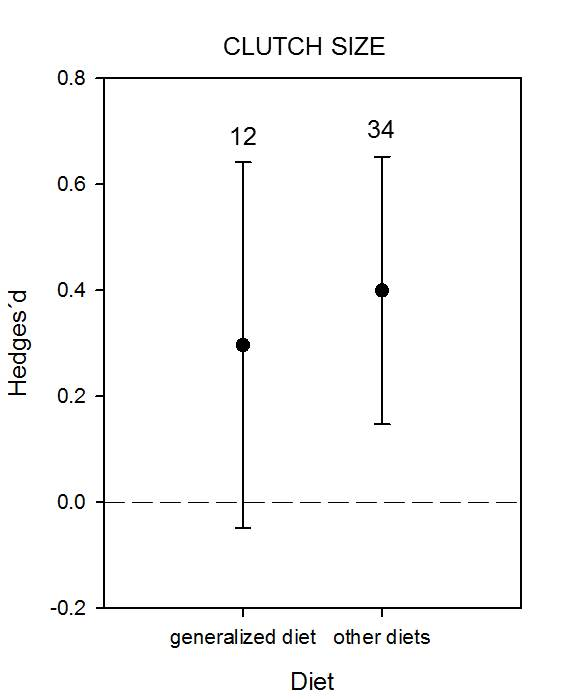 CLUTCH SIZE
0.8
0.6
0.4
0.2
0.0
-0.2
12
34
Hedges´d
generalized diet
other diets
Diet